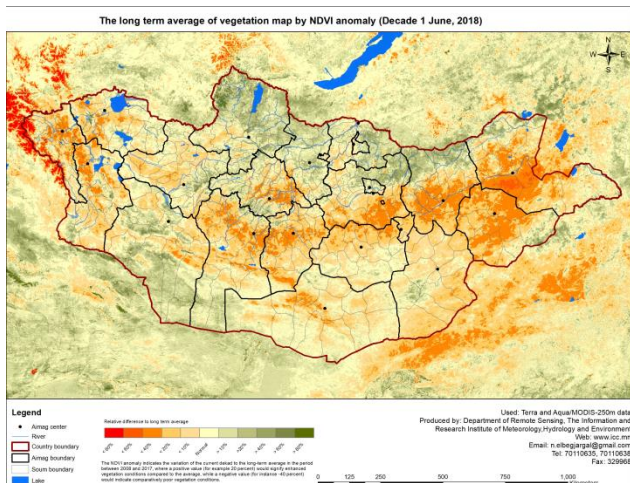 The long term average of vegetation map by NDVI anomaly (Decade 1 June, 2018)
N
W E
S
Legend
Aimag center
River
Country boundary
Aimag boundary
Soum boundary
Lake
Relative difference to long term average
Normal
The NDVI anomaly indicates the variation of the current dekad to the long-term average in the period
between 2009 and 2017, where a positive value (for example 20 percent) would signify enhanced
vegetation conditions compared to the average, while a negative value (for instance -40 percent)
would indicate comparatively poor vegetation conditions.
Used: Terra and Aqua/MODIS-250m data
Produced by: Department of Remote Sensing, The Information and
Research Institute of Meteorology,Hydrology and Environment
Web: www.icc.mn
Email: n.elbegjargal@gmail.com
Tel: 70110635, 70110638
Fax: 329968
0 125 250 500 750 1,000